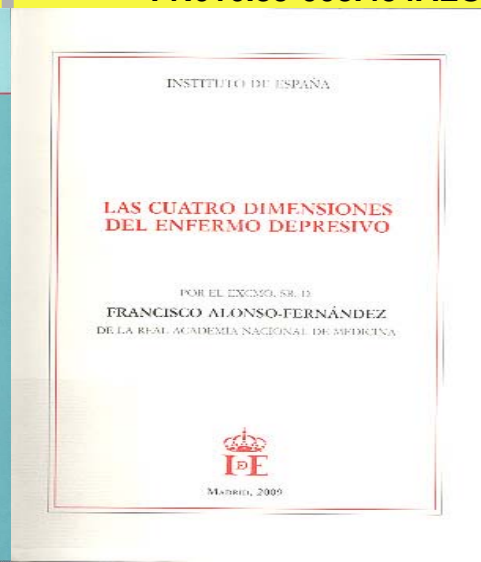 INSTITUTO DE ESPAÑA
LAS CUATRO DIMENSIONES
DEL ENFERMO DEPRESIVO
POR EL EXCMO. SR. D.
FRANCISCO ALONSO-FERNÁNDEZ
DE LA REAL ACADEMIA NACIONAL DE MEDICINA
IDE
MADRID, 2009